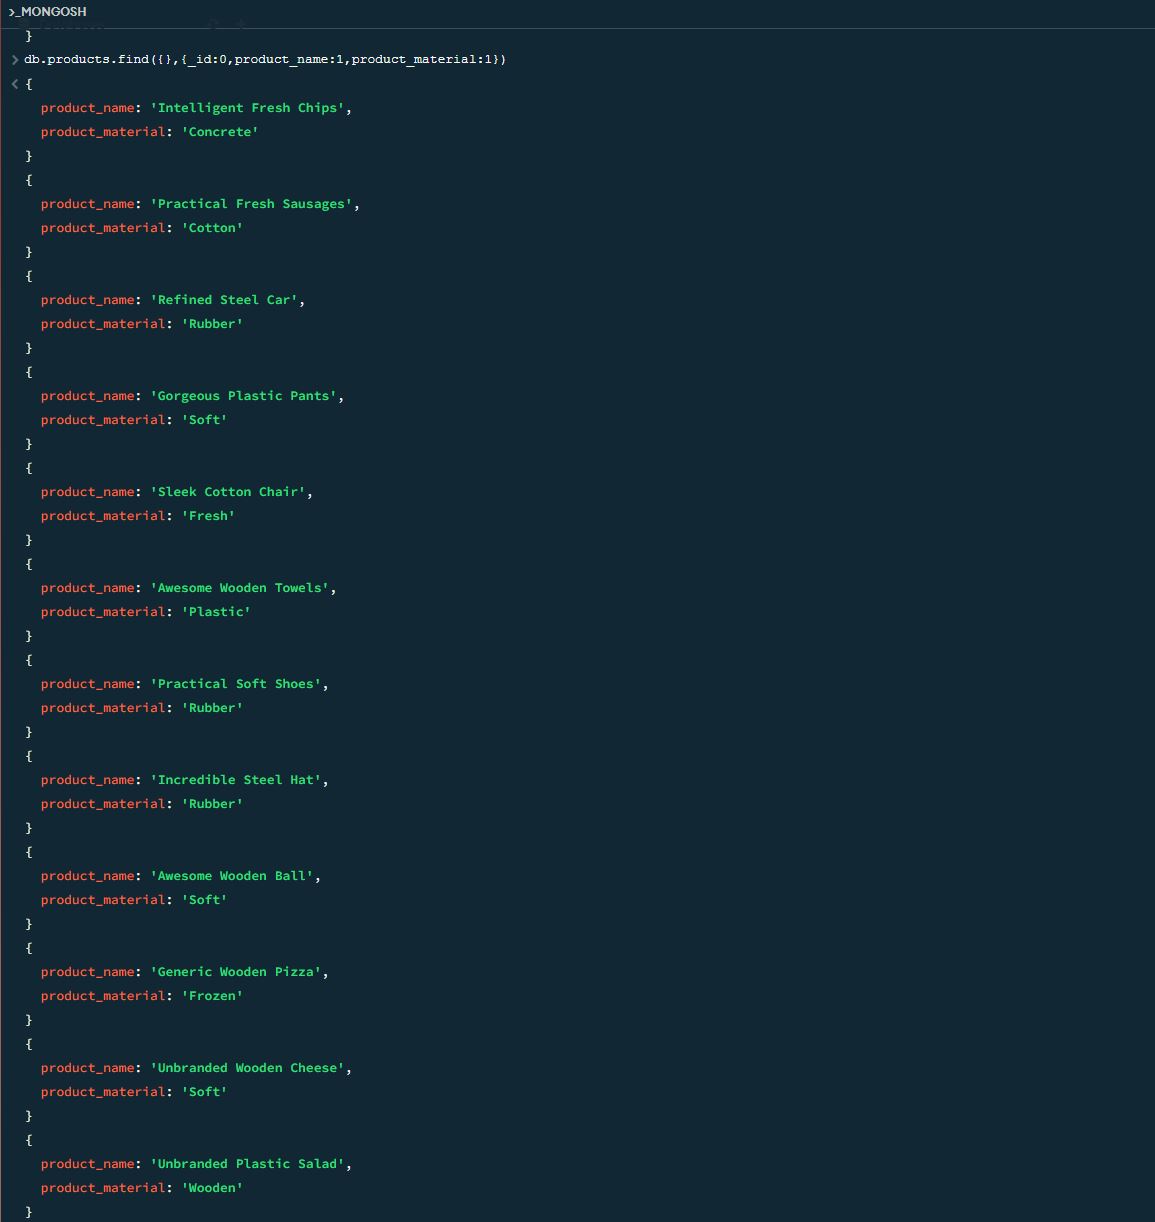 >_MONGOSH
}
> db.products.find({},{_id:0,product_name:1,product_material:1})
< {
product_name: 'Intelligent Fresh Chips',
product_material: 'Concrete'
}
{
product_name: 'Practical Fresh Sausages',
product_material: 'Cotton'
}
{
product_name: 'Refined Steel Car',
product_material: 'Rubber'
}
{
product_name: 'Gorgeous Plastic Pants',
product_material: 'Soft'
}
{
product_name: 'Sleek Cotton Chair',
product_material: 'Fresh'
}
{
product_name: 'Awesome Wooden Towels',
product_material: 'Plastic'
}
{
product_name: 'Practical Soft Shoes',
product_material: 'Rubber'
}
{
product_name: 'Incredible Steel Hat',
product_material: 'Rubber'
}
{
product_name: 'Awesome Wooden Ball',
product_material: 'Soft'
}
{
product_name: 'Generic Wooden Pizza',
product_material: 'Frozen'
}
{
product_name: 'Unbranded Wooden Cheese',
product_material: 'Soft'
}
{
product_name: 'Unbranded Plastic Salad',
product_material: 'Wooden'
}